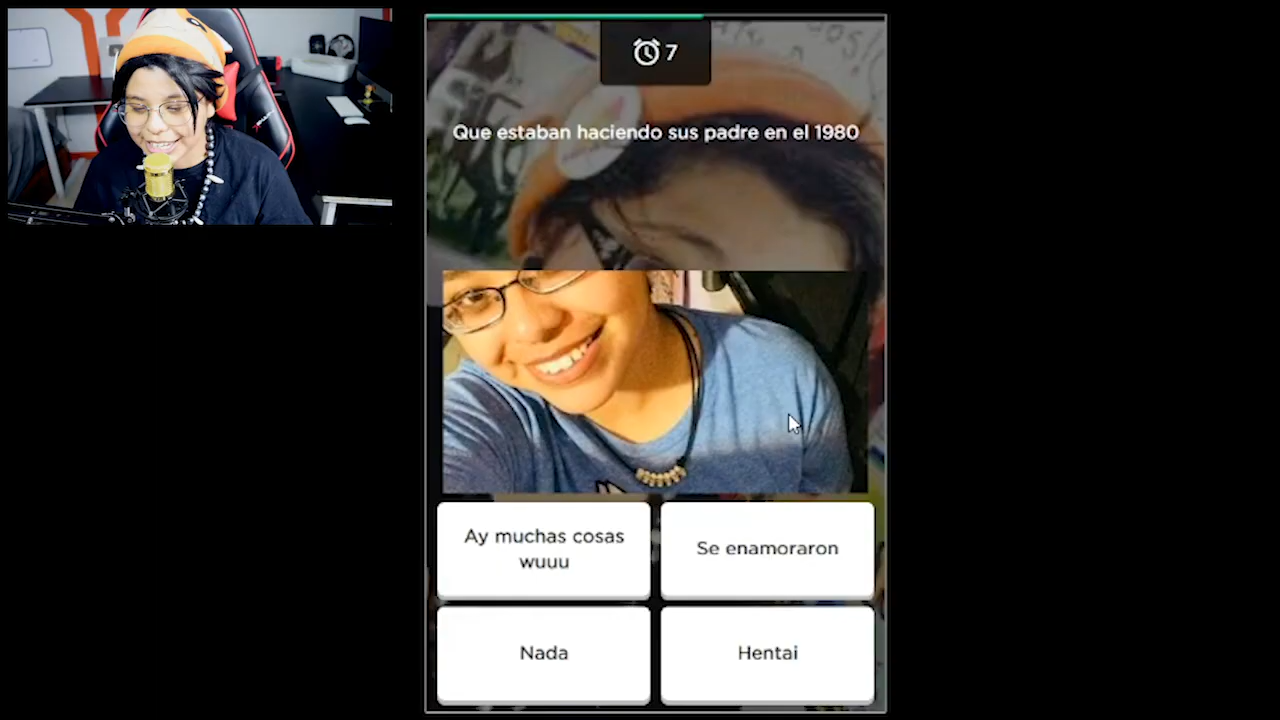 7
Que estaban haciendo sus padre en el 1980
Ay muchas cosas
wuuu
Se enamoraron
Nada
Hentai